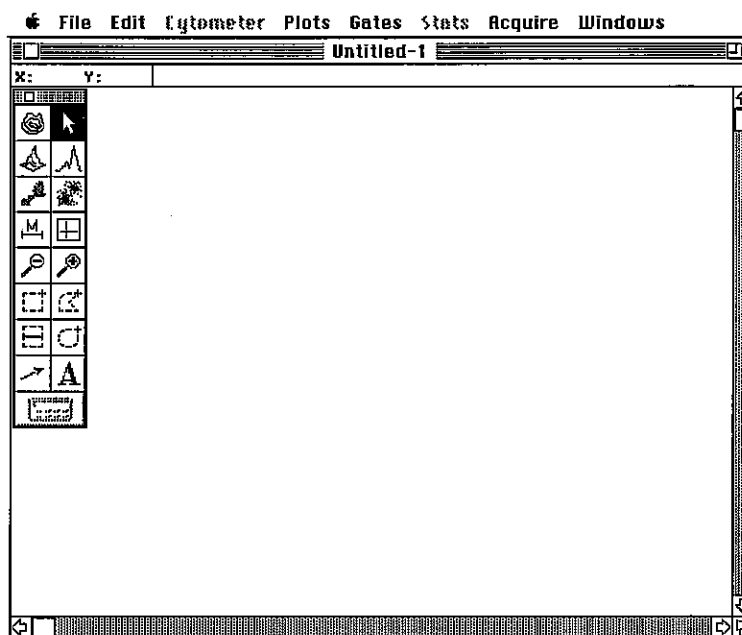 File Edit Cytometer Plots Gates Stats Acquire Windows
Untitled-1
X: Y:
M
A